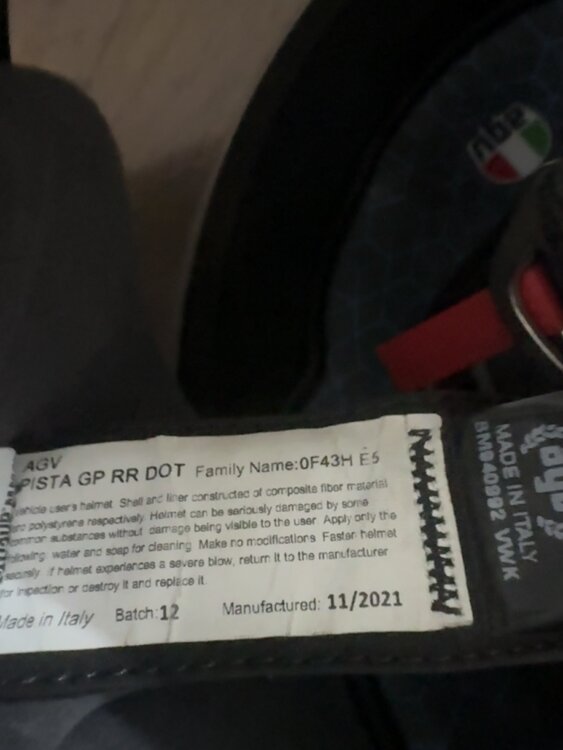 agv
AGV
PISTA GP RR DOT Family Name:0F43H E5
vehicle user's helmet. Shell and liner constructed of composite fiber material
and polystyrene respectively. Helmet can be seriously damaged by some
common substances without damage being visible to the user. Apply only the
following: water and soap for cleaning. Make no modifications. Fasten helmet
securely. if helmet experiences a severe blow, return it to the manufacturer
for inspection or destroy it and replace it.
Made in Italy Batch:12 Manufactured: 11/2021
MADE IN ITALY
BM940992 VWK